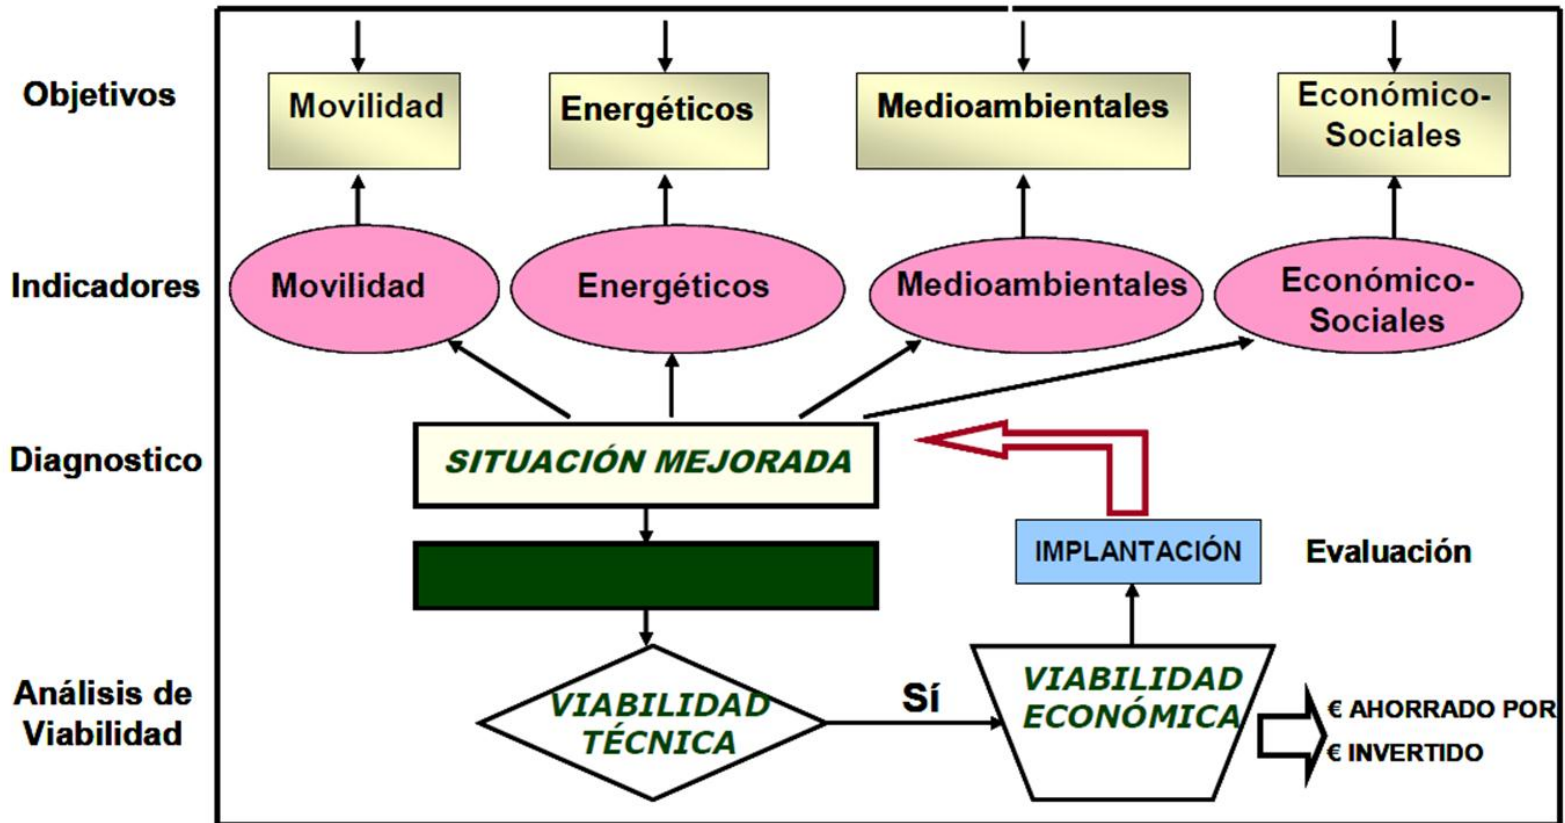 Objetivos
Movilidad
Energéticos
Medioambientales
Económico-
Sociales
Indicadores
Movilidad
Energéticos
Medioambientales
Económico-
Sociales
Diagnostico
SITUACIÓN MEJORADA
IMPLANTACIÓN
Evaluación
Análisis de
Viabilidad
VIABILIDAD
TÉCNICA
Sí
VIABILIDAD
ECONÓMICA
€ AHORRADO POR
€ INVERTIDO